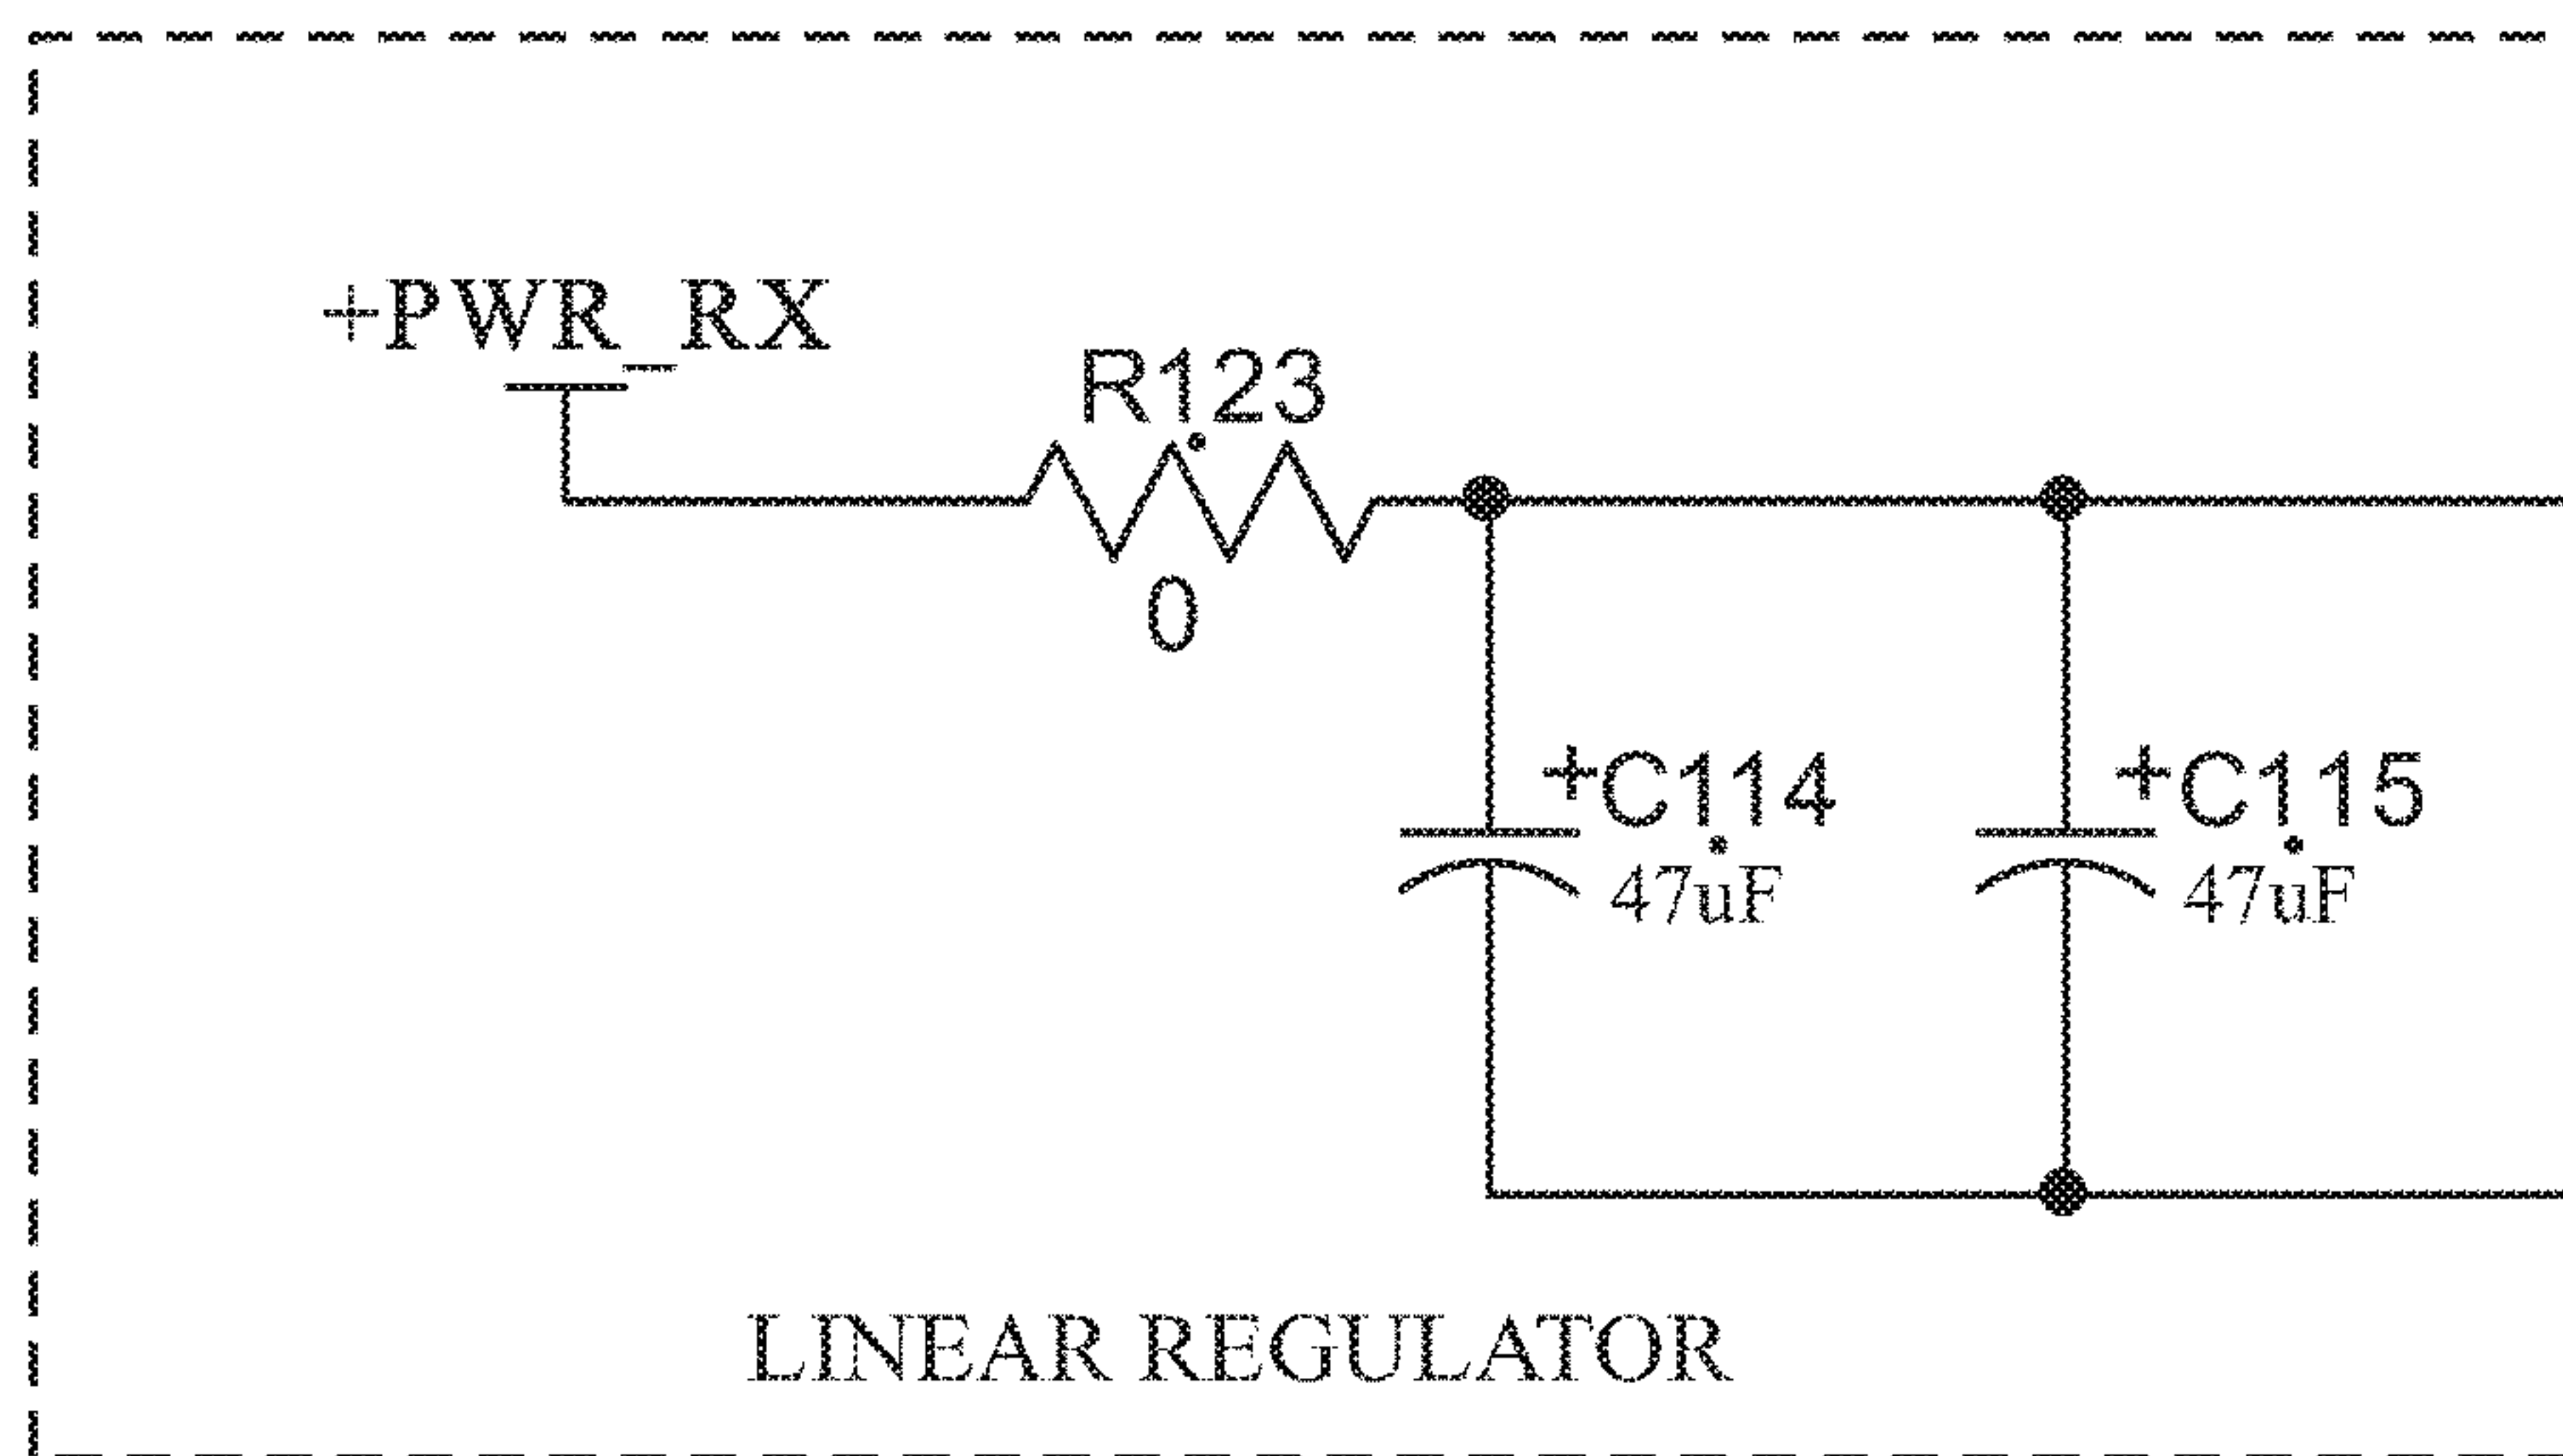 +PWR_RX
R123
0
+C114
47uF
+C115
47uF
LINEAR REGULATOR